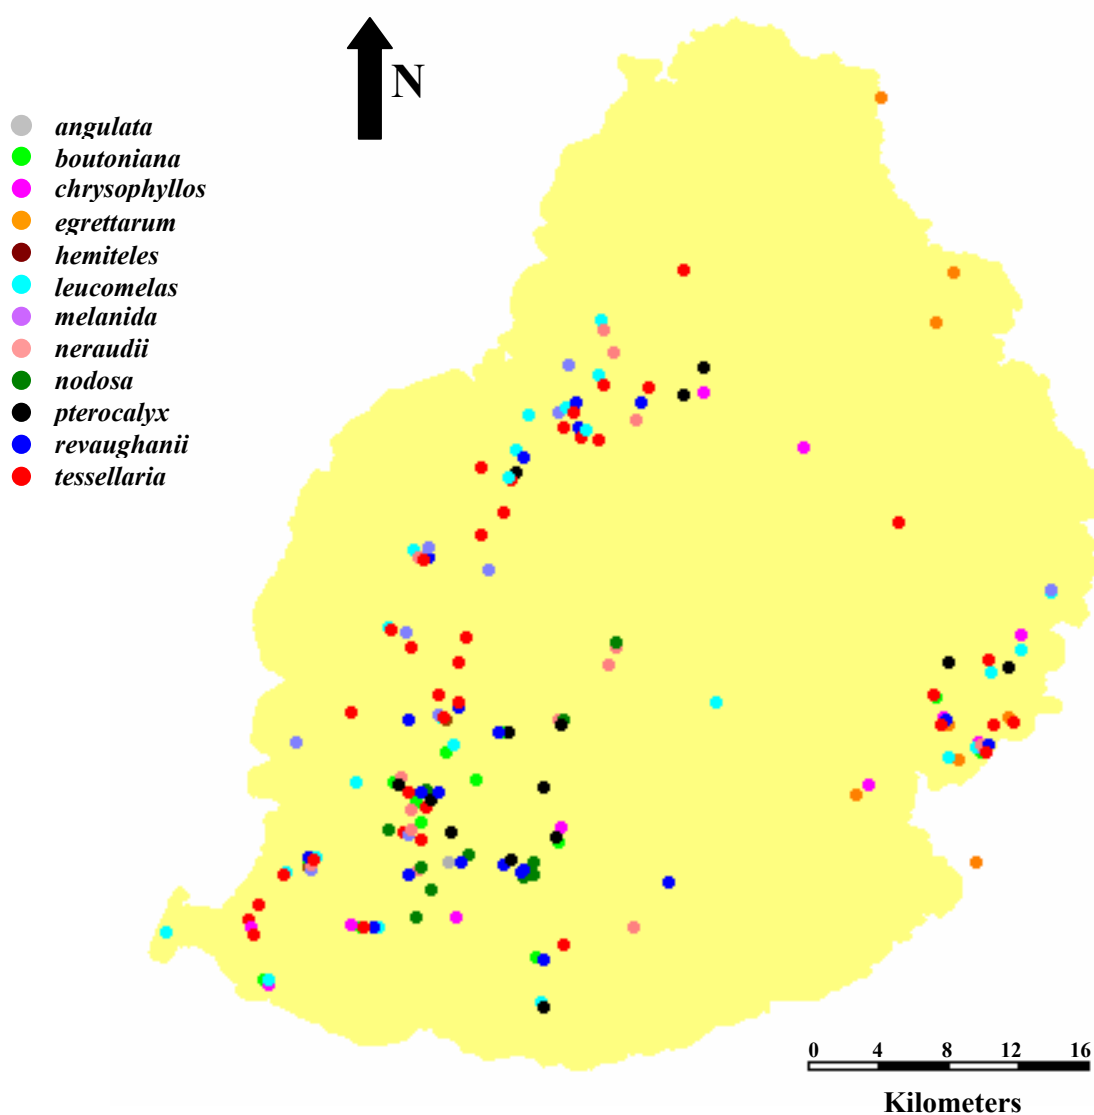 N
angulata
boutoniana
chrysophyllos
egrettarum
hemiteles
leucomelas
melanida
neraudii
nodosa
pterocalyx
revaughanii
tessellaria
0 4 8 12 16
Kilometers